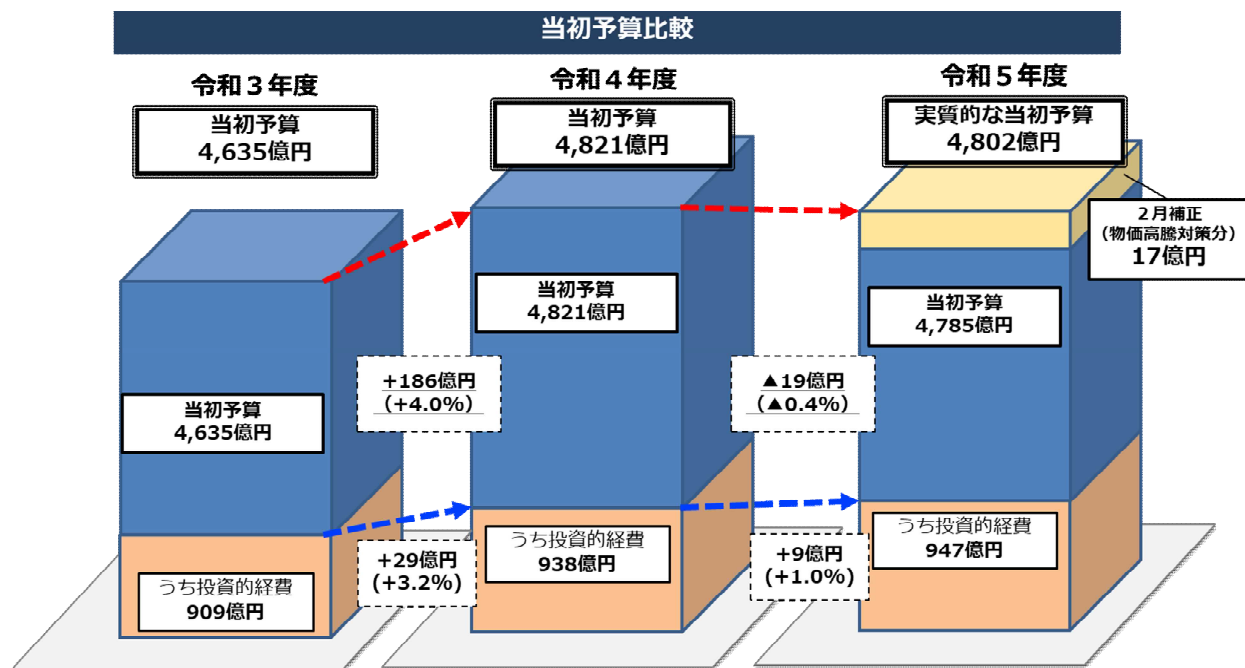 当初予算比較
令和３年度
当初予算
4,635億円
令和４年度
当初予算
4,821億円
令和５年度
実質的な当初予算
4,802億円
２月補正
（物価高騰対策分）
17億円
当初予算
4,635億円
当初予算
4,821億円
当初予算
4,785億円
+186億円
（+4.0%）
▲19億円
（▲0.4%）
うち投資的経費
909億円
+29億円
(+3.2%)
うち投資的経費
938億円
+9億円
(+1.0%)
うち投資的経費
947億円